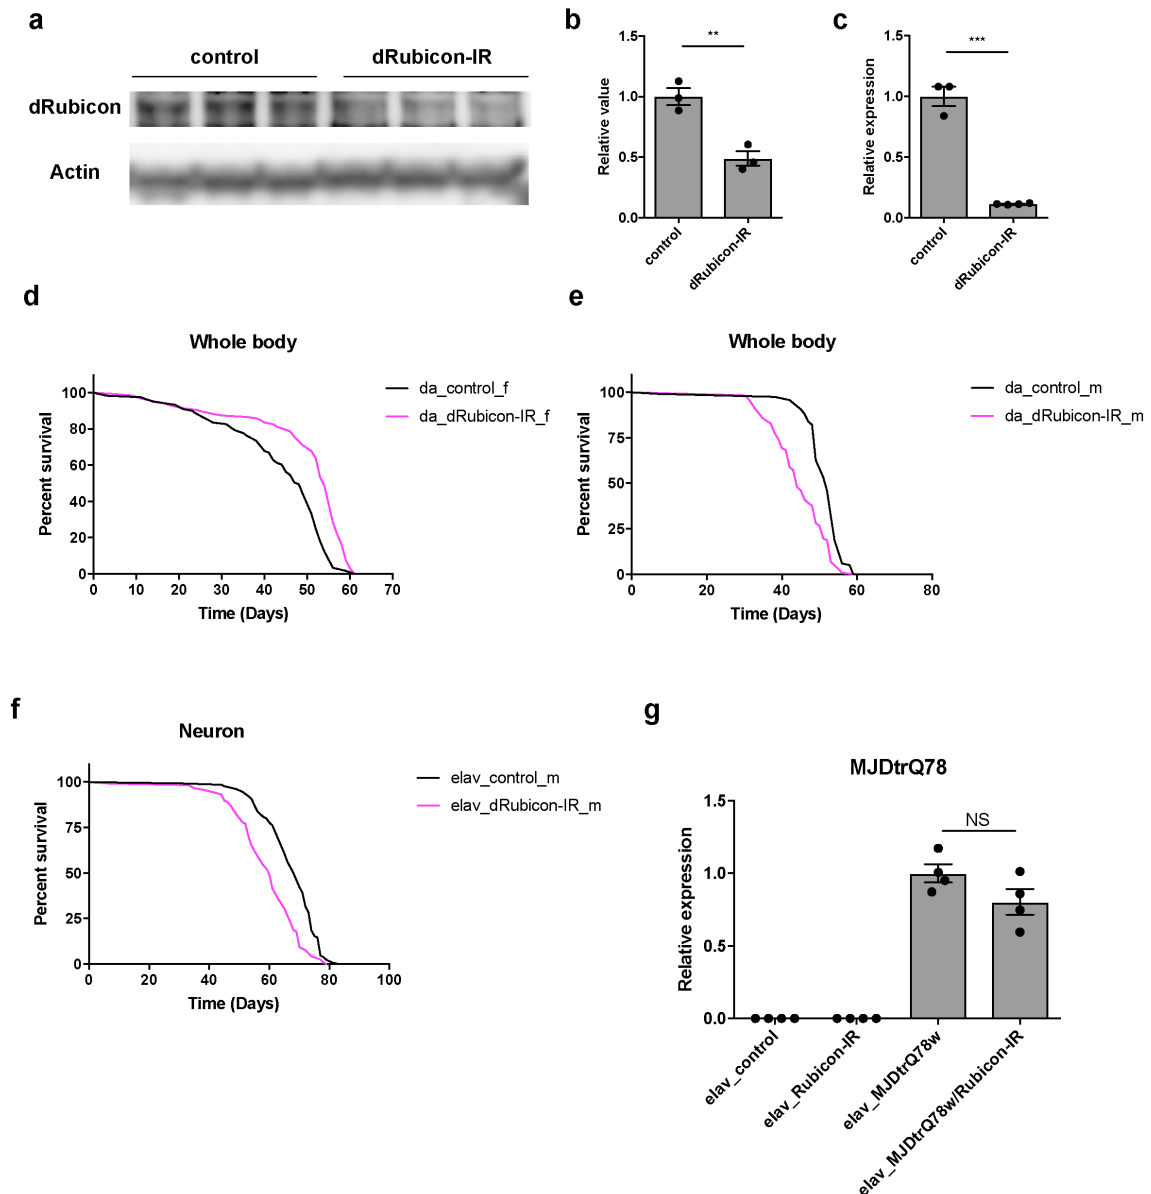 a
control
dRubicon-IR
dRubicon
Actin
b
Relative value
1.5
1.0
0.5
0.0
**
control
dRubicon-IR
c
Relative expression
1.5
1.0
0.5
0.0
***
control
dRubicon-IR
d
Whole body
Percent survival
100
80
60
40
20
0
0 10 20 30 40 50 60 70
Time (Days)
da_control_f
da_dRubicon-IR_f
e
Whole body
Percent survival
100
75
50
25
0
0 20 40 60 80
Time (Days)
da_control_m
da_dRubicon-IR_m
f
Neuron
Percent survival
100
75
50
25
0
0 20 40 60 80 100
Time (Days)
elav_control_m
elav_dRubicon-IR_m
g
MJDtrQ78
Relative expression
1.5
1.0
0.5
0.0
NS
elav_control
elav_Rubicon-IR
elav_MJDtrQ78w
elav_MJDtrQ78w/Rubicon-IR